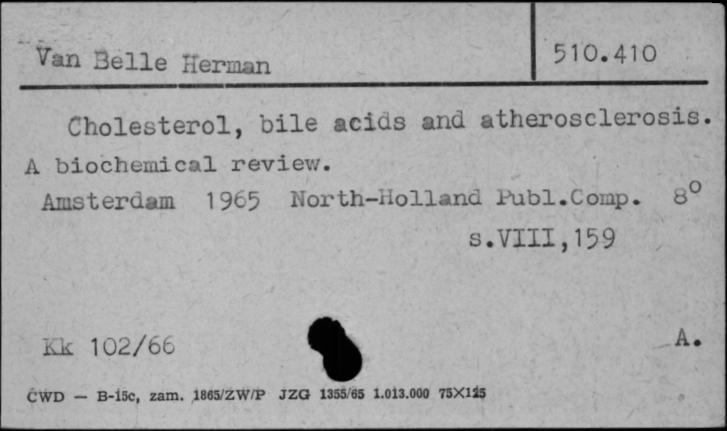 Van Belle Herman 510.410
Cholesterol, bile acids and atherosclerosis.
A biochemical review.
Amsterdam 1965 North-Holland Publ.Comp. 8°
s.VIII,159
Kk 102/66 A.
CWD — B-15c, zam. 1865/ZW/P JZG 1355/65 1.013.000 75X125